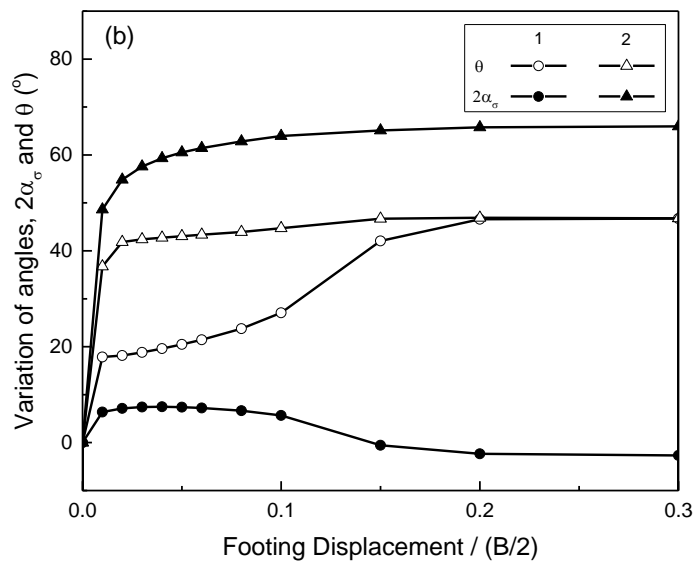 (b)
1 2
θ
2α_σ
80
60
40
20
0
Variation of angles, 2α_σ and θ (º)
0.0 0.1 0.2 0.3
Footing Displacement / (B/2)